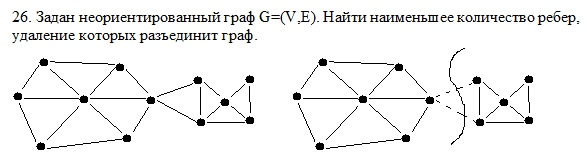 26. Задан неориентированный граф G=(V,E). Найти наименьшее количество ребер,
удаление которых разъединит граф.